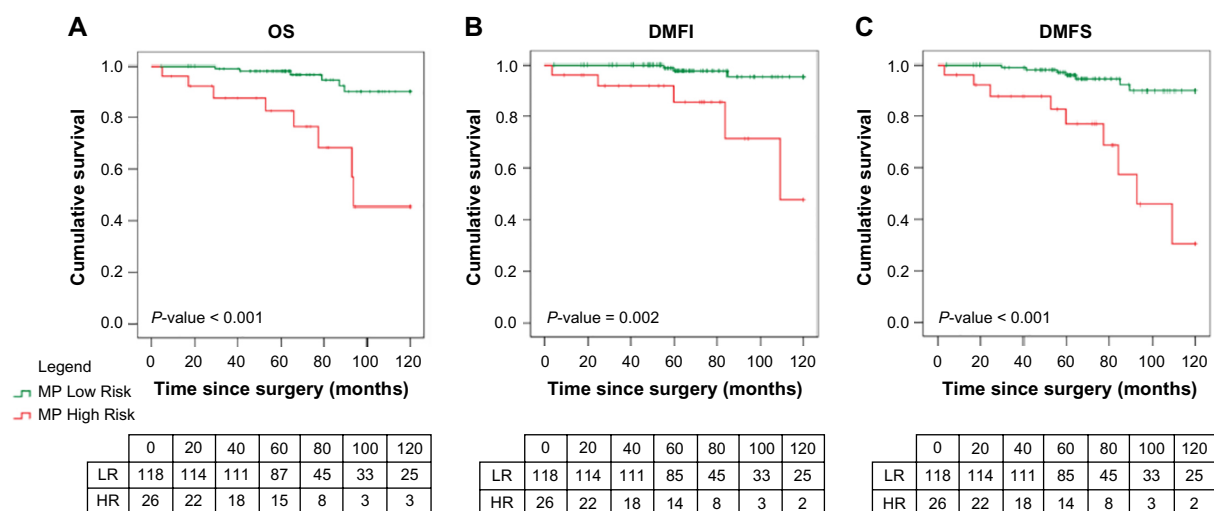 A
OS
Cumulative survival
1.0
0.8
0.6
0.4
0.2
0.0
P-value < 0.001
0 20 40 60 80 100 120
Time since surgery (months)
B
DMFI
Cumulative survival
1.0
0.8
0.6
0.4
0.2
0.0
P-value = 0.002
0 20 40 60 80 100 120
Time since surgery (months)
C
DMFS
Cumulative survival
1.0
0.8
0.6
0.4
0.2
0.0
P-value < 0.001
0 20 40 60 80 100 120
Time since surgery (months)
Legend
MP Low Risk
MP High Risk
0 20 40 60 80 100 120
LR 118 114 111 87 45 33 25
HR 26 22 18 15 8 3 3
0 20 40 60 80 100 120
LR 118 114 111 85 45 33 25
HR 26 22 18 14 8 3 2
0 20 40 60 80 100 120
LR 118 114 111 85 45 33 25
HR 26 22 18 14 8 3 2